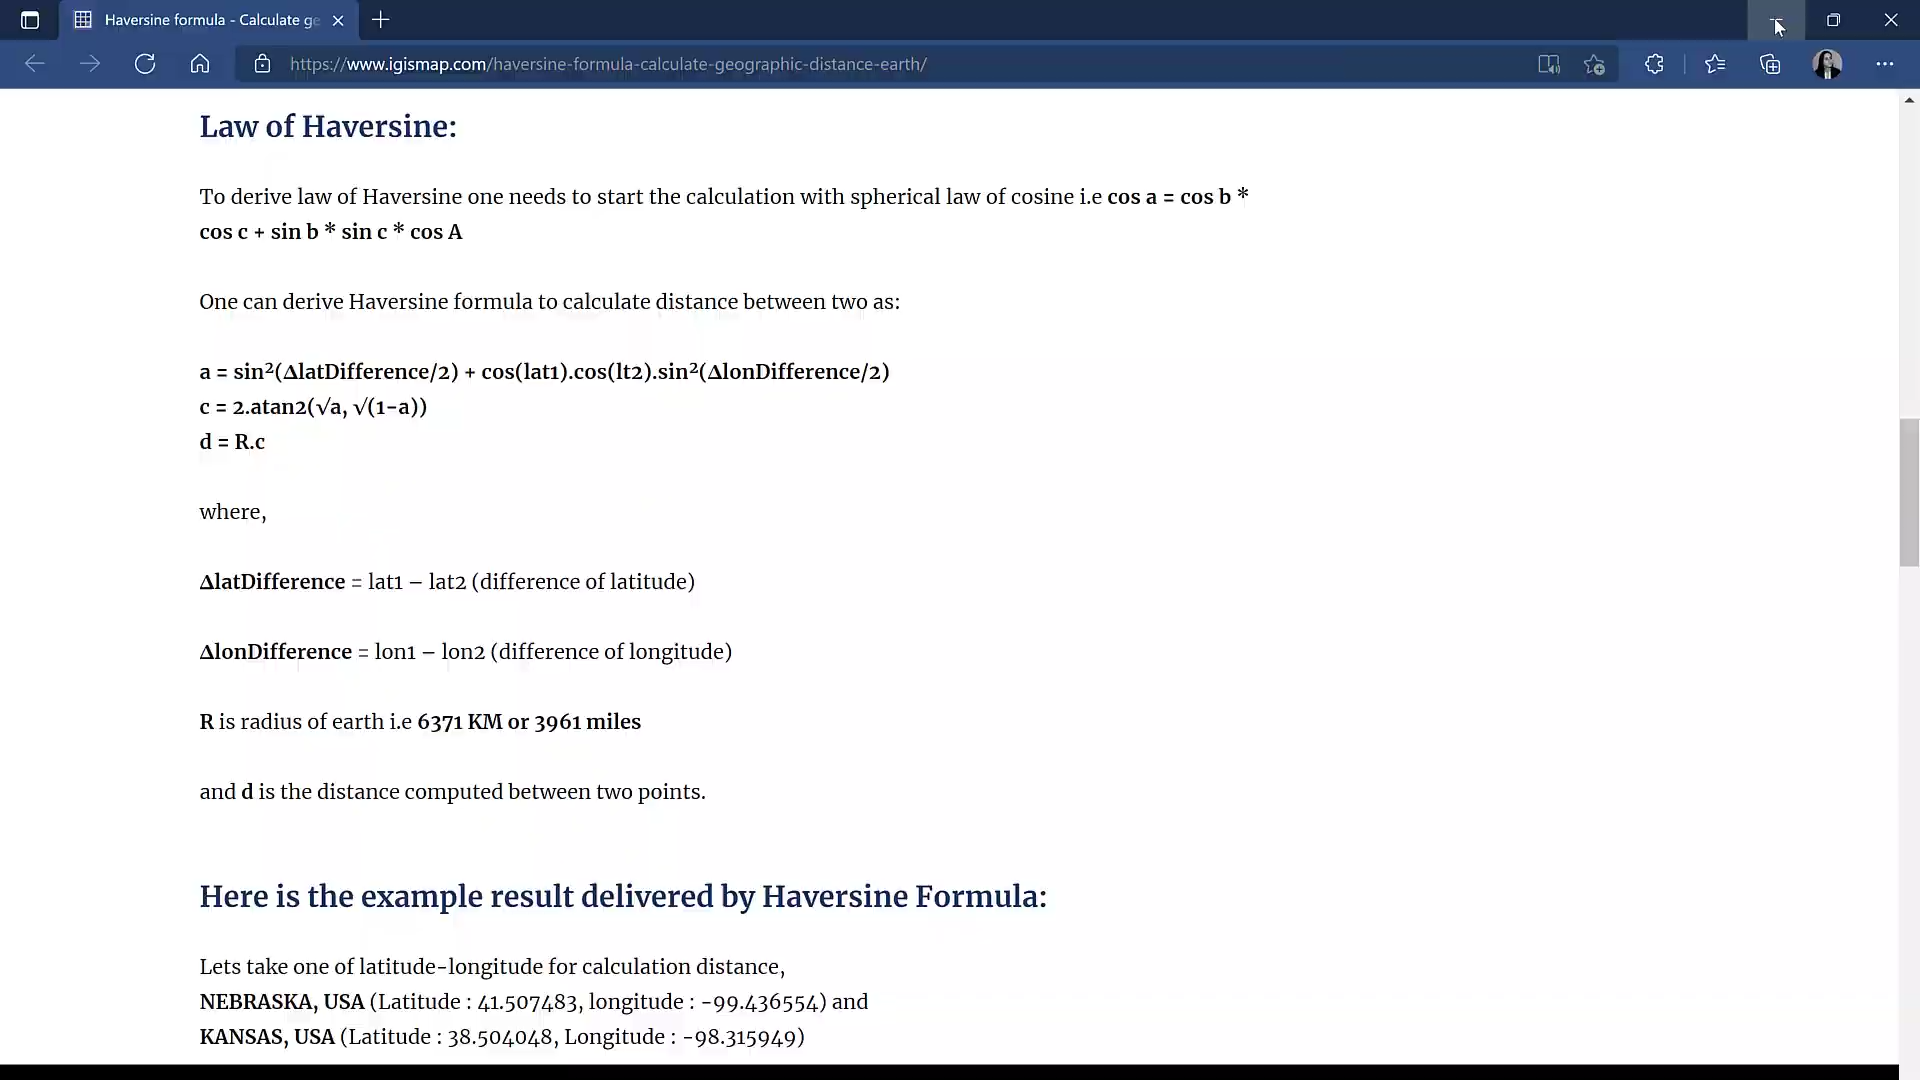 Haversine formula - Calculate ge
https://www.igismap.com/haversine-formula-calculate-geographic-distance-earth/
Law of Haversine:
To derive law of Haversine one needs to start the calculation with spherical law of cosine i.e cos a = cos b *
cos c + sin b * sin c * cos A
One can derive Haversine formula to calculate distance between two as:
a = sin²(ΔlatDifference/2) + cos(lat1).cos(lt2).sin²(ΔlonDifference/2)
c = 2.atan2(√a, √(1-a))
d = R.c
where,
ΔlatDifference = lat1 – lat2 (difference of latitude)
ΔlonDifference = lon1 – lon2 (difference of longitude)
R is radius of earth i.e 6371 KM or 3961 miles
and d is the distance computed between two points.
Here is the example result delivered by Haversine Formula:
Lets take one of latitude-longitude for calculation distance,
NEBRASKA, USA (Latitude : 41.507483, longitude : -99.436554) and
KANSAS, USA (Latitude : 38.504048, Longitude : -98.315949)